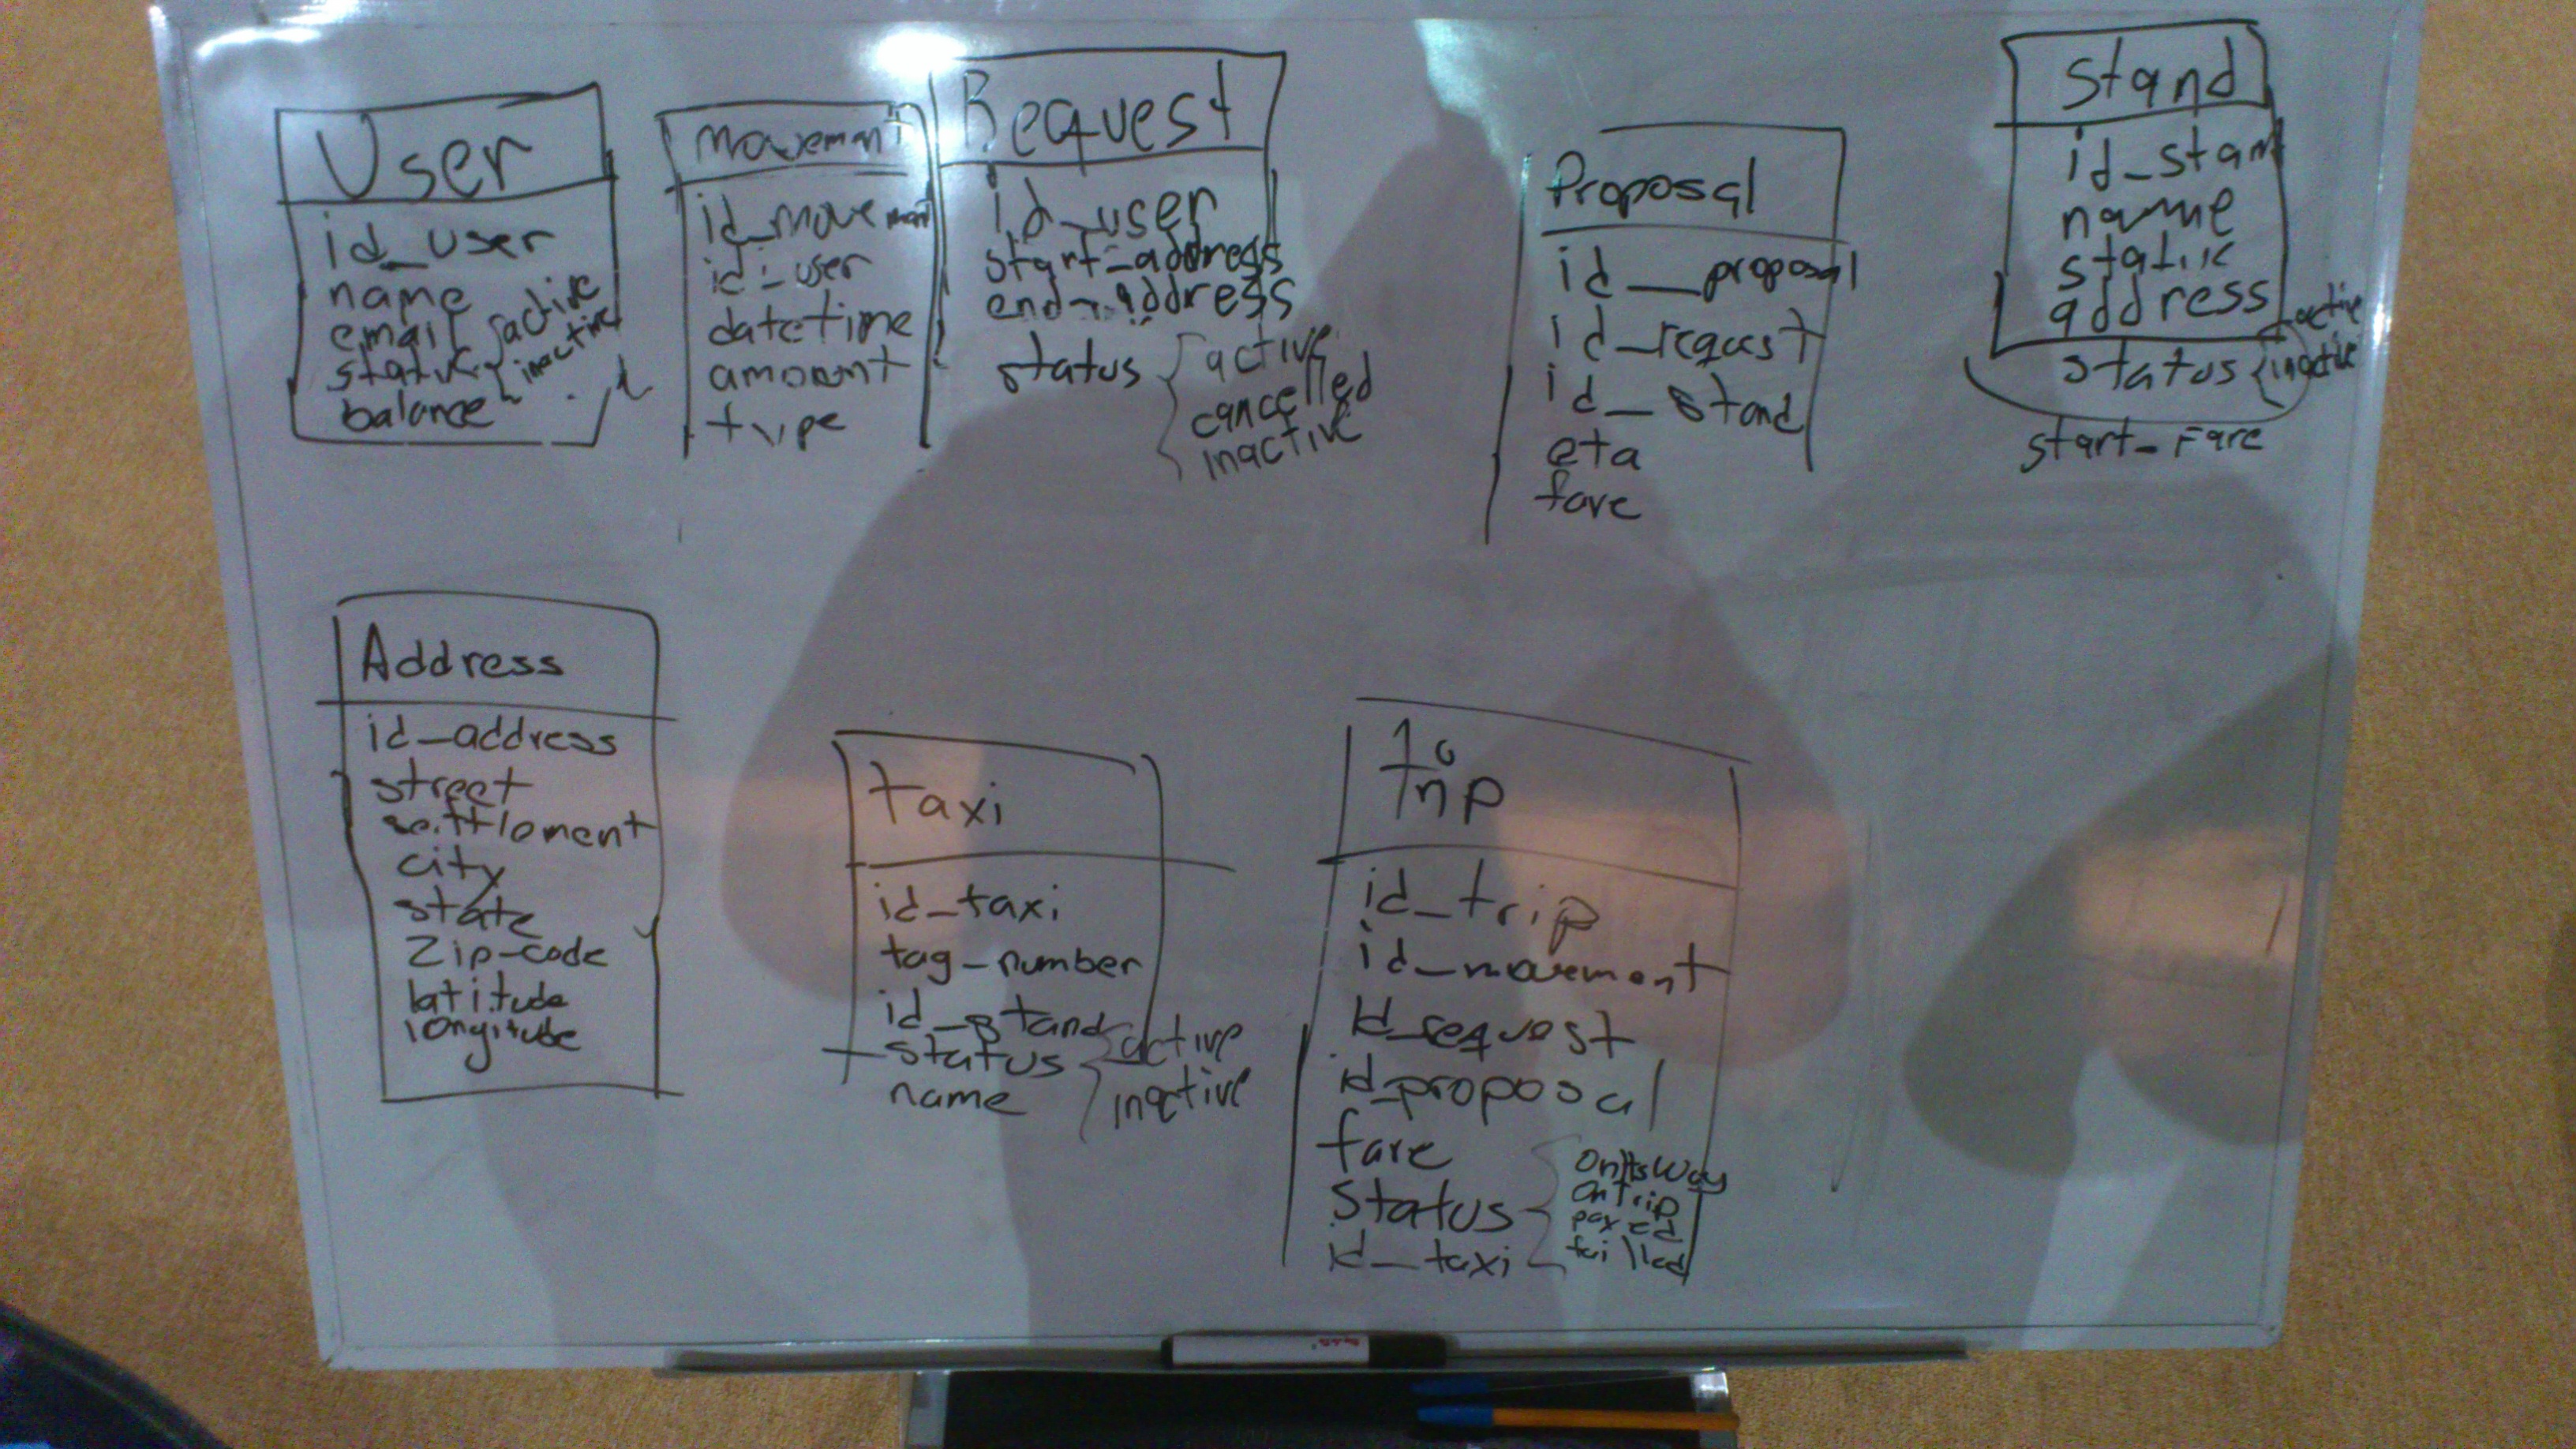 User
id_user
name
email
status { active
inactive
balance
movement
id_movement
id_user
datetime
amount
type
Request
id_user
start_address
end_address
status { active
cancelled
inactive
Proposal
id_proposal
id_request
id_stand
eta
fare
Stand
id_stand
name
address
status { active
inactive
start_Fare
Address
id_address
street
settlement
city
state
Zip-code
latitude
longitude
taxi
id_taxi
tag_number
id_stand
status { active
inactive
name
trip
id_trip
id_movement
id_request
id_proposal
fare
Status { OnItsWay
OnTrip
payed
failled
id_taxi